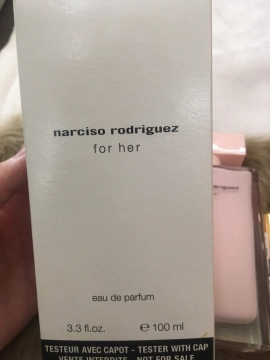 narciso rodriguez
for her
eau de parfum
3.3 fl.oz. e 100 ml
TESTEUR AVEC CAPOT - TESTER WITH CAP
VENTE INTERDITE - NOT FOR SALE